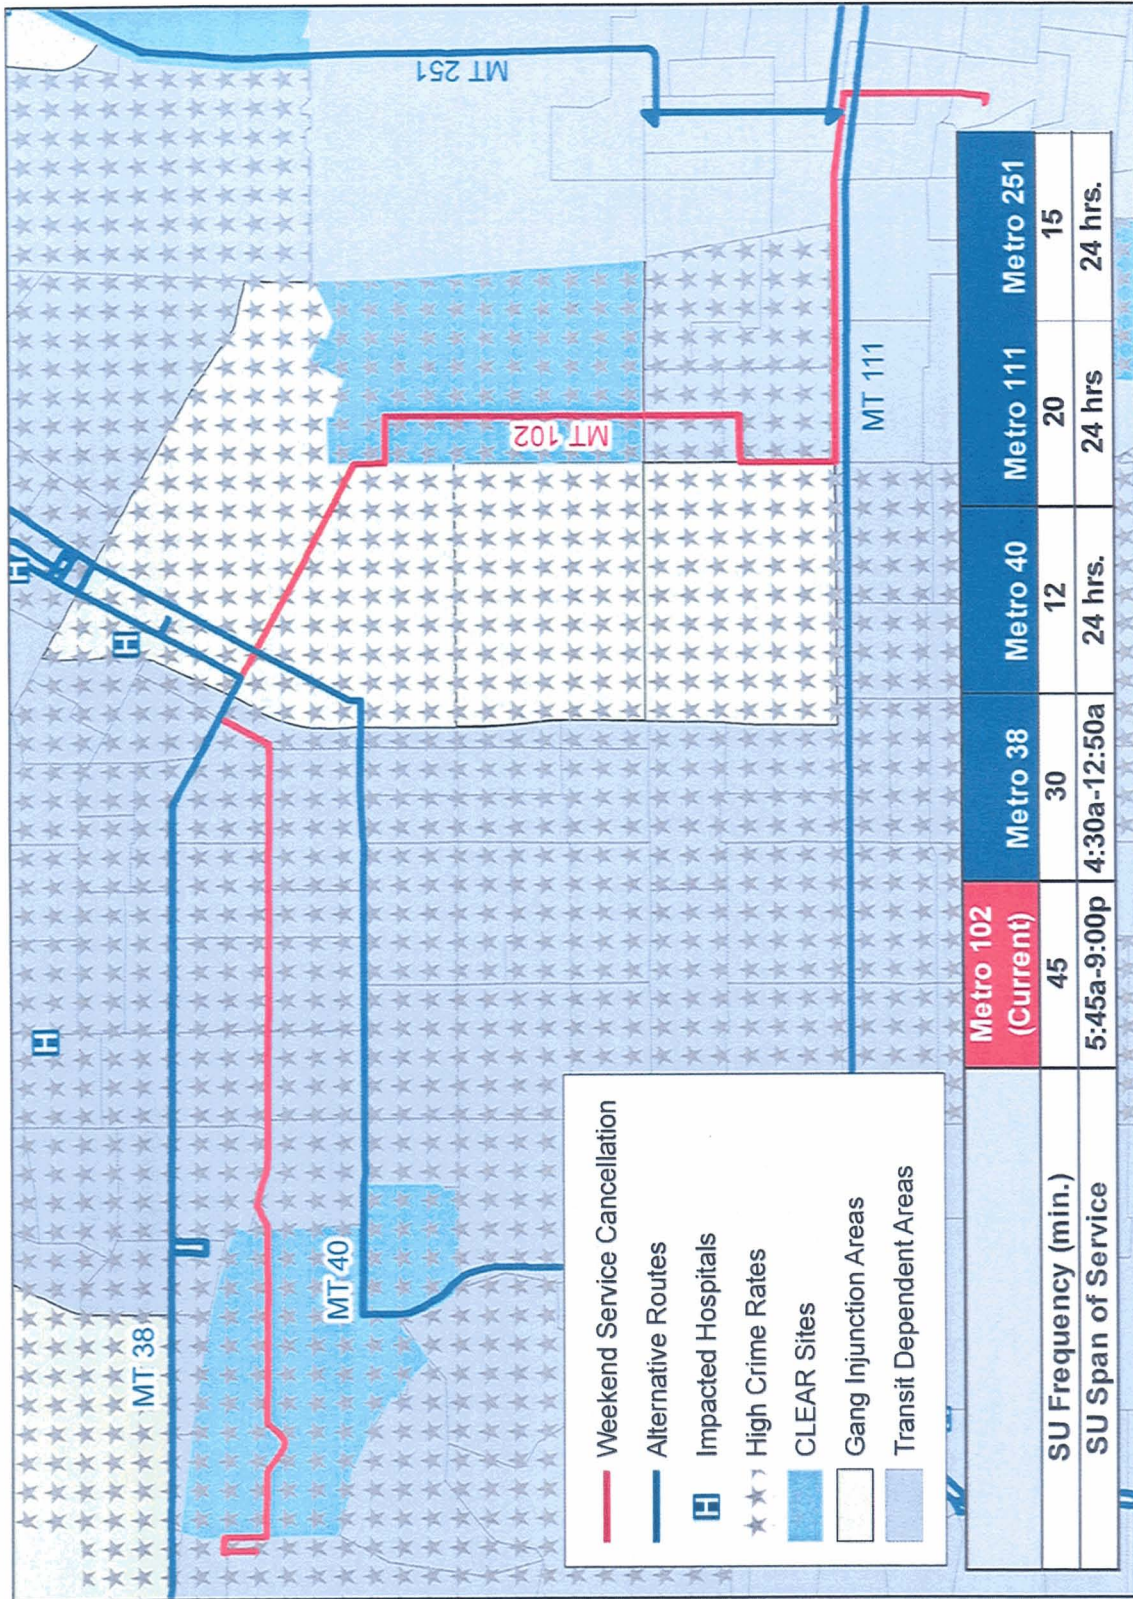 MT 38
MT 40
MT 102
MT 111
MT 251
H
H
H
Weekend Service Cancellation
Alternative Routes
H Impacted Hospitals
High Crime Rates
CLEAR Sites
Gang Injunction Areas
Transit Dependent Areas
Metro 102 (Current) Metro 38 Metro 40 Metro 111 Metro 251
SU Frequency (min.) 45 30 12 20 15
SU Span of Service 5:45a-9:00p 4:30a-12:50a 24 hrs. 24 hrs 24 hrs.